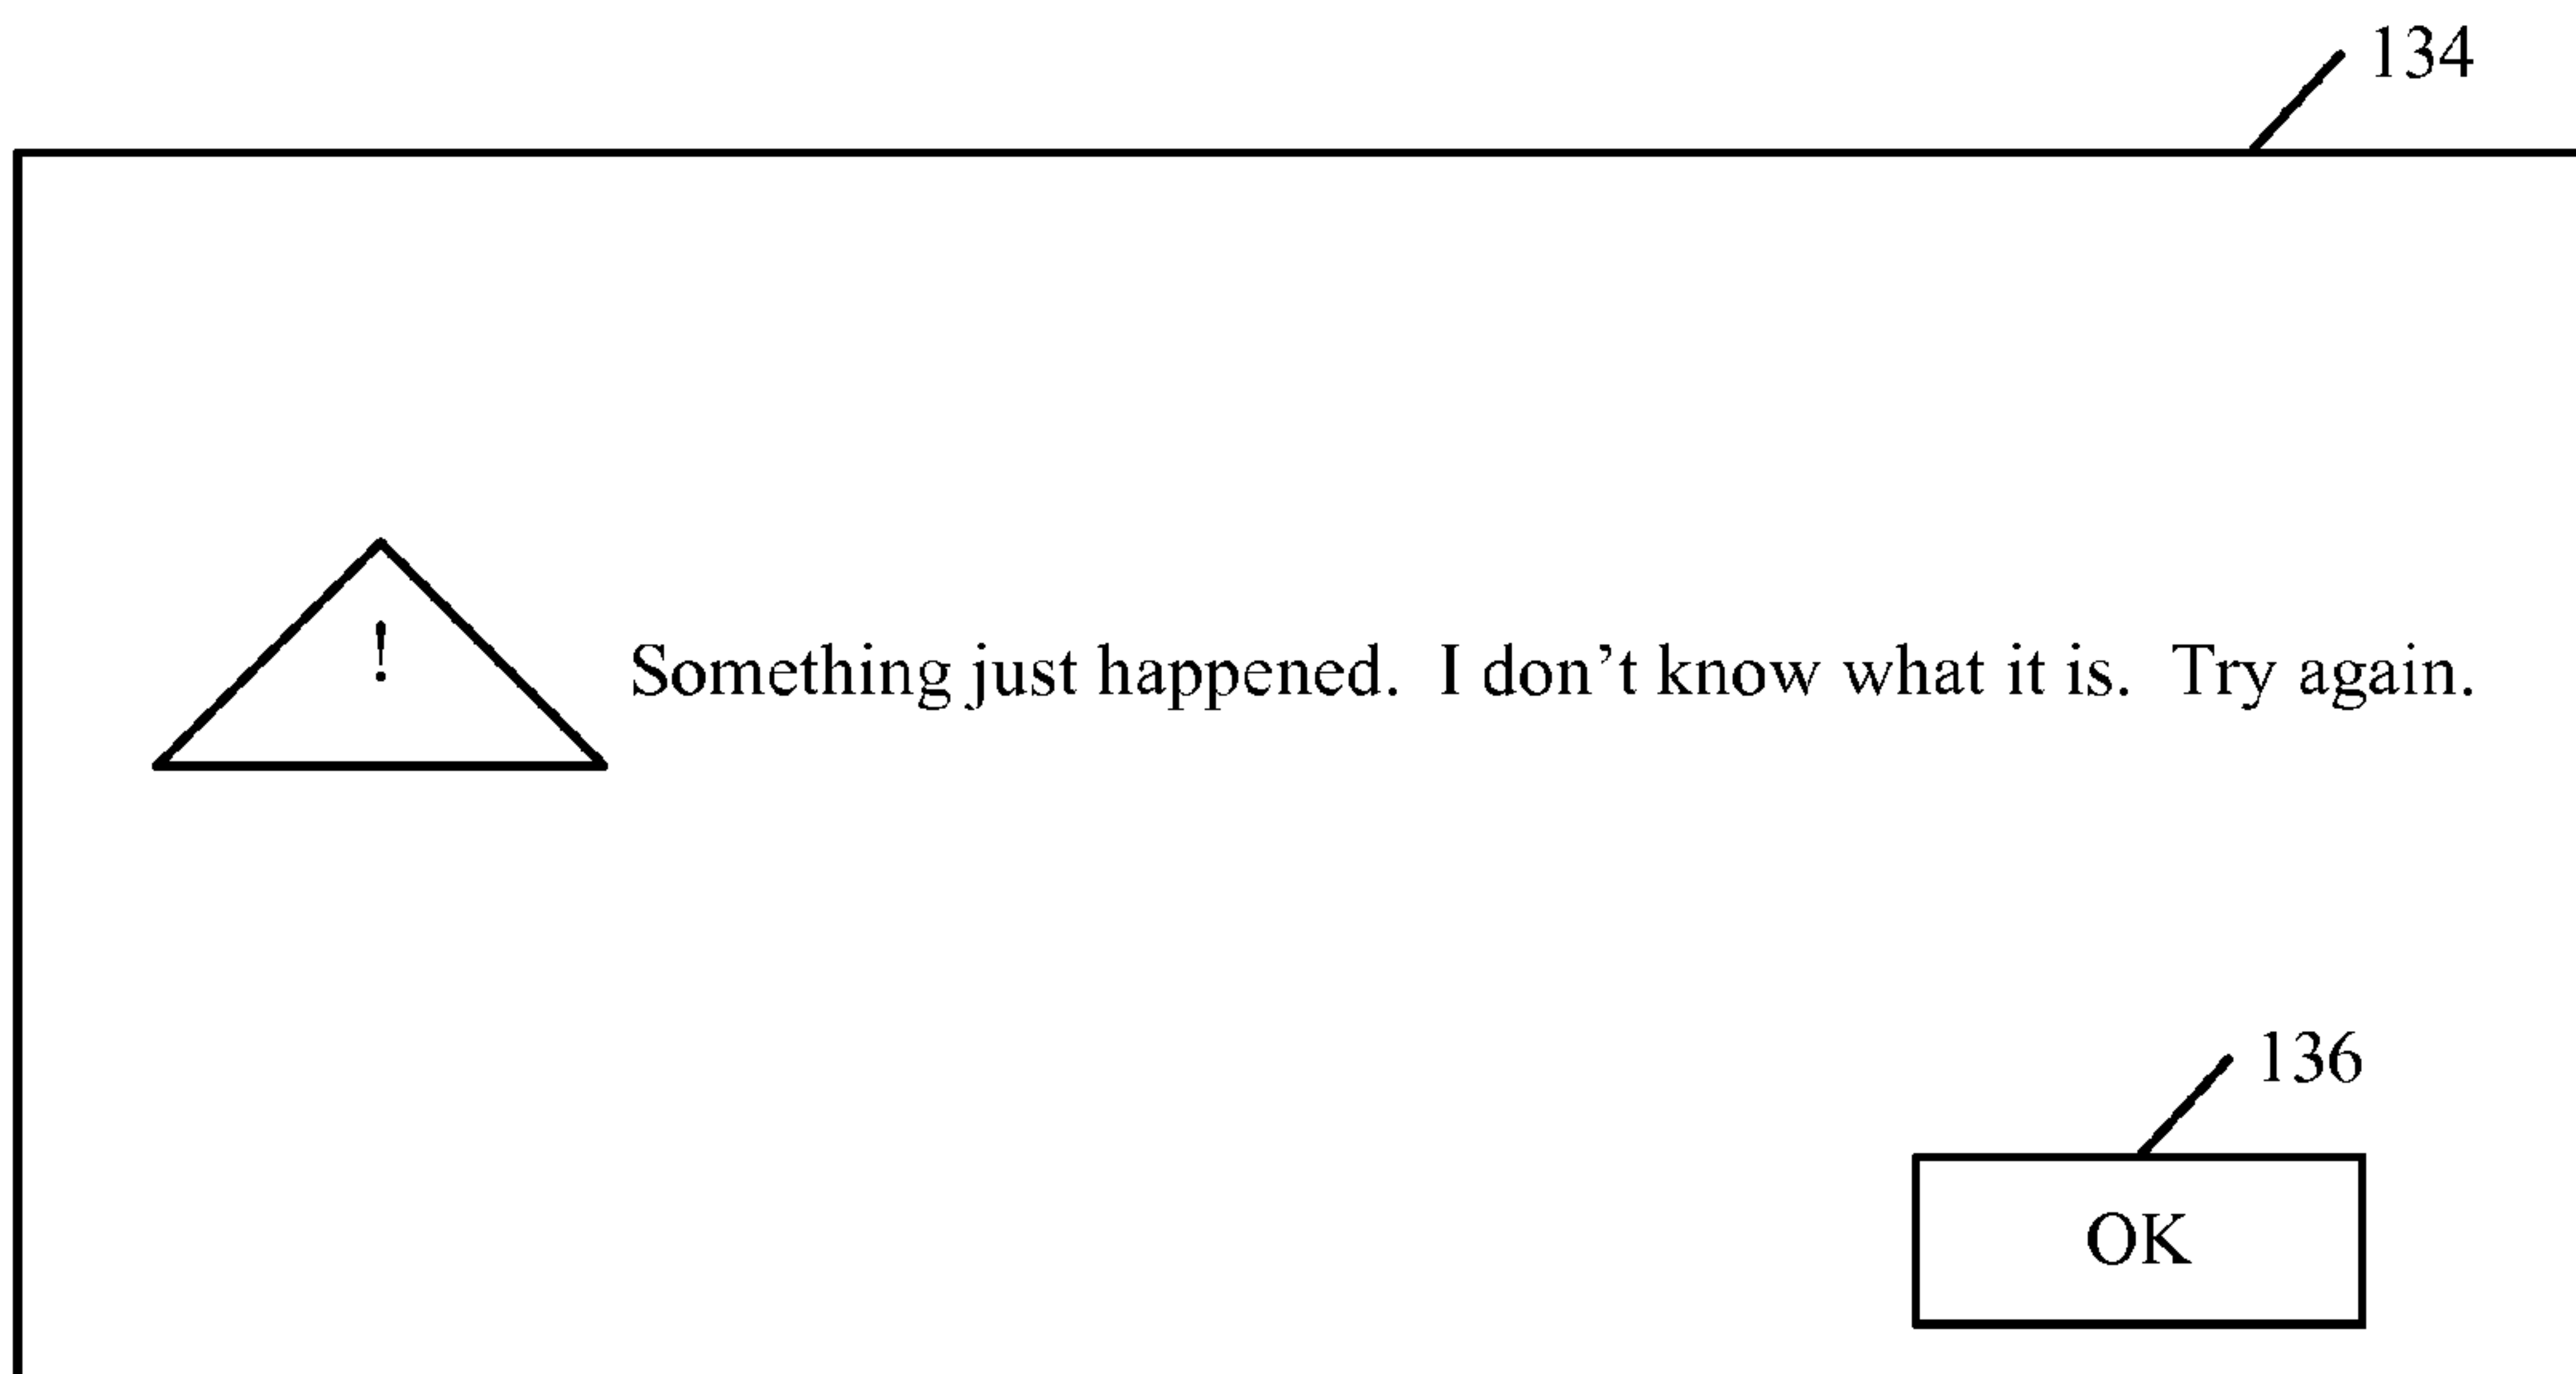 134
!
Something just happened.  I don’t know what it is.  Try again.
136
OK